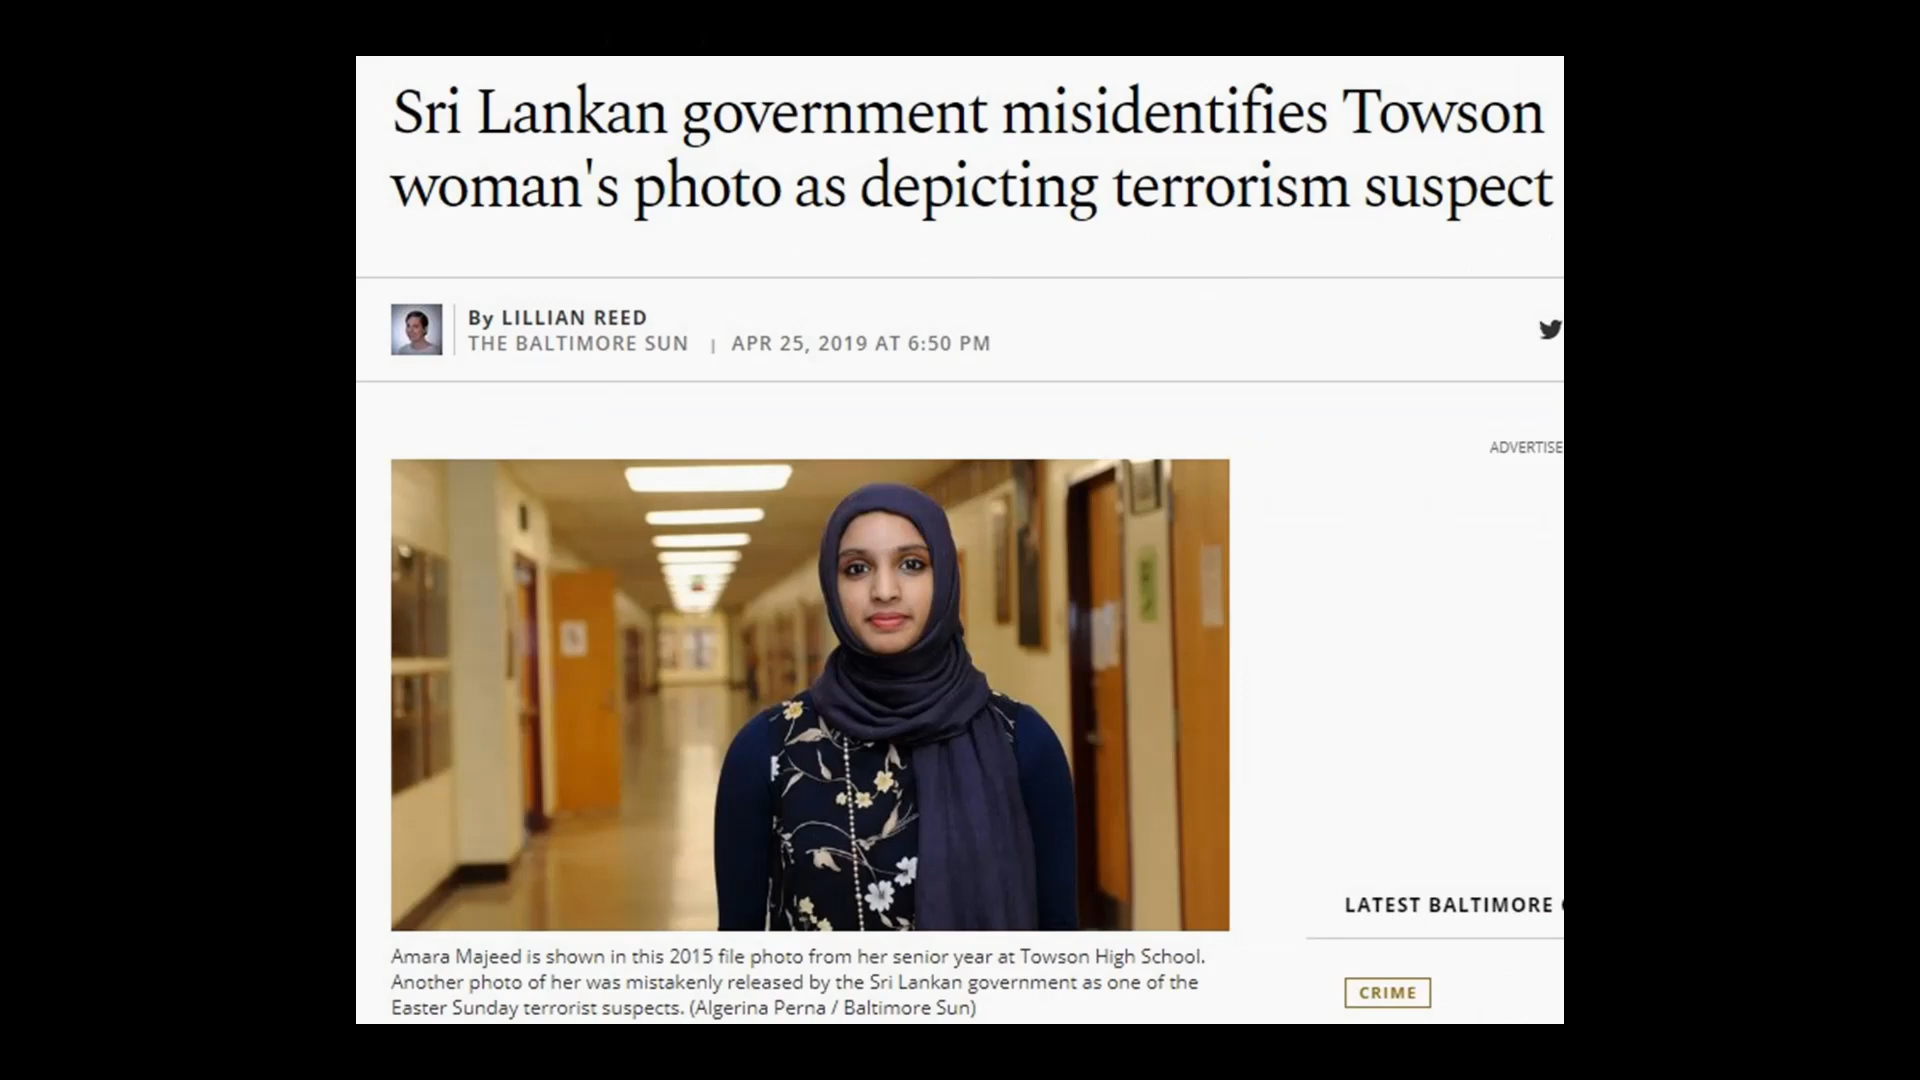 Sri Lankan government misidentifies Towson
woman's photo as depicting terrorism suspect
By LILLIAN REED
THE BALTIMORE SUN | APR 25, 2019 AT 6:50 PM
ADVERTISE
Amara Majeed is shown in this 2015 file photo from her senior year at Towson High School.
Another photo of her was mistakenly released by the Sri Lankan government as one of the
Easter Sunday terrorist suspects. (Algerina Perna / Baltimore Sun)
LATEST BALTIMORE
CRIME